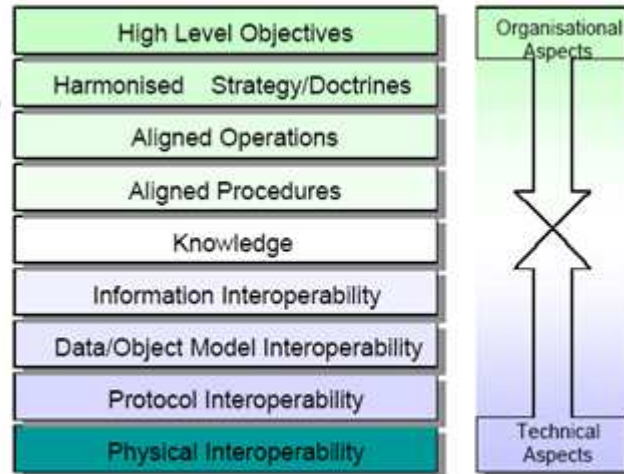 High Level Objectives
Harmonised Strategy/Doctrines
Aligned Operations
Aligned Procedures
Knowledge
Information Interoperability
Data/Object Model Interoperability
Protocol Interoperability
Physical Interoperability
Organisational
Aspects
Technical
Aspects